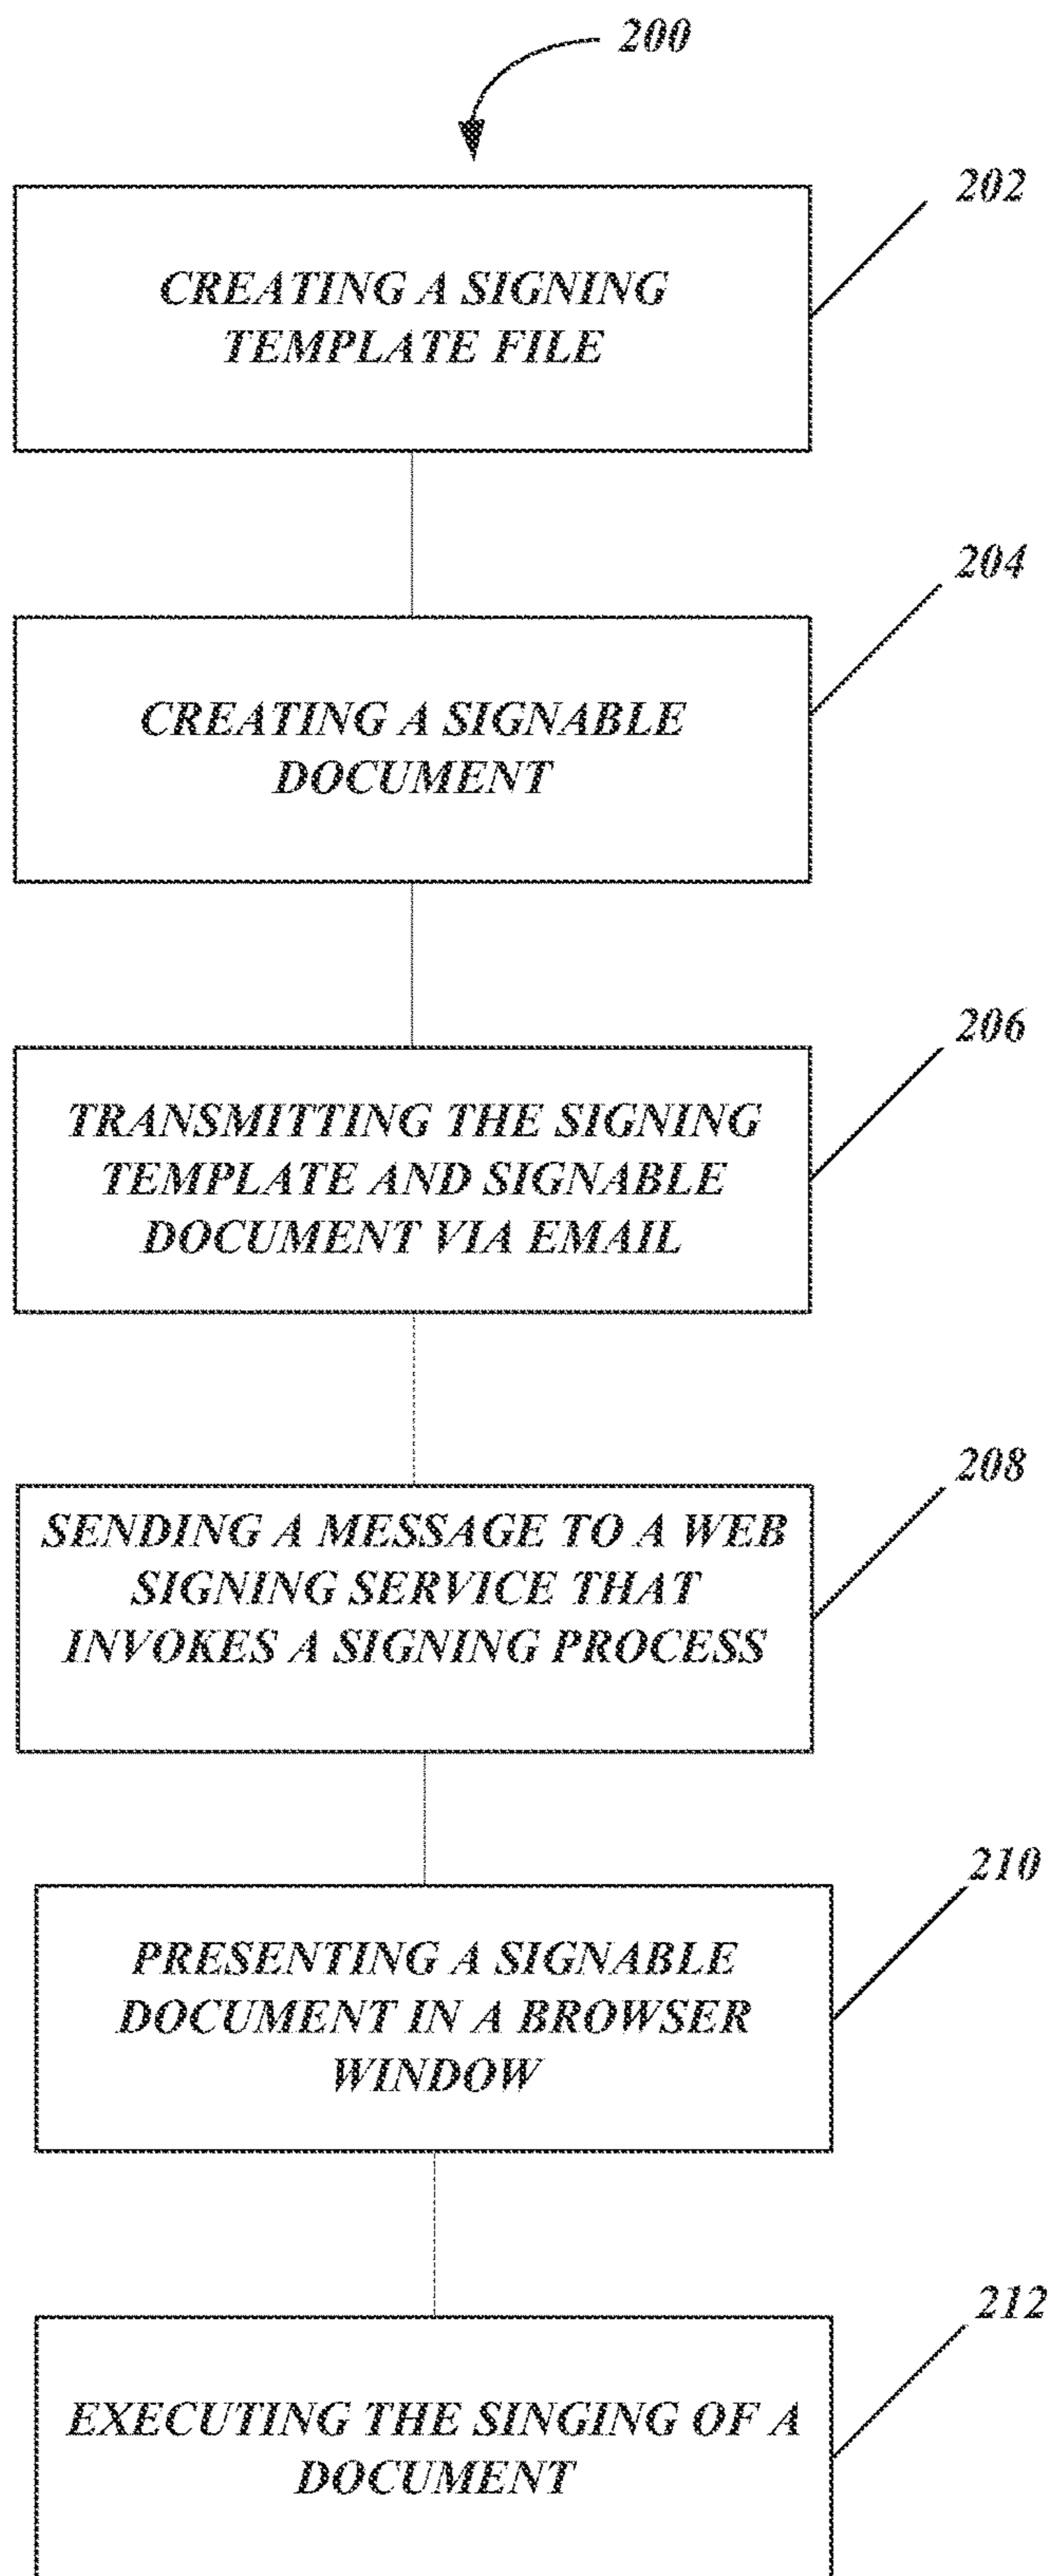 200
202
CREATING A SIGNING
TEMPLATE FILE
204
CREATING A SIGNABLE
DOCUMENT
206
TRANSMITTING THE SIGNING
TEMPLATE AND SIGNABLE
DOCUMENT VIA EMAIL
208
SENDING A MESSAGE TO A WEB
SIGNING SERVICE THAT
INVOKES A SIGNING PROCESS
210
PRESENTING A SIGNABLE
DOCUMENT IN A BROWSER
WINDOW
212
EXECUTING THE SINGING OF A
DOCUMENT